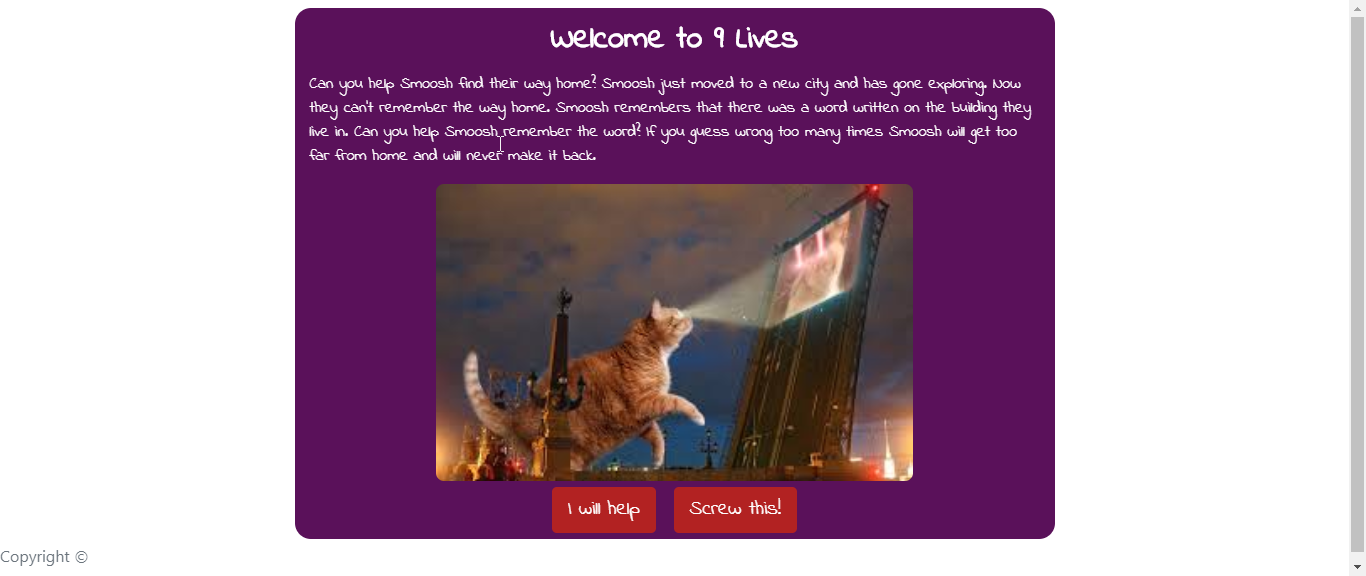 Welcome to 9 Lives
Can you help Smoosh find their way home? Smoosh just moved to a new city and has gone exploring. Now
they can't remember the way home. Smoosh remembers that there was a word written on the building they
live in. Can you help Smoosh remember the word? If you guess wrong too many times Smoosh will get too
far from home and will never make it back.
I will help
Screw this!
Copyright ©